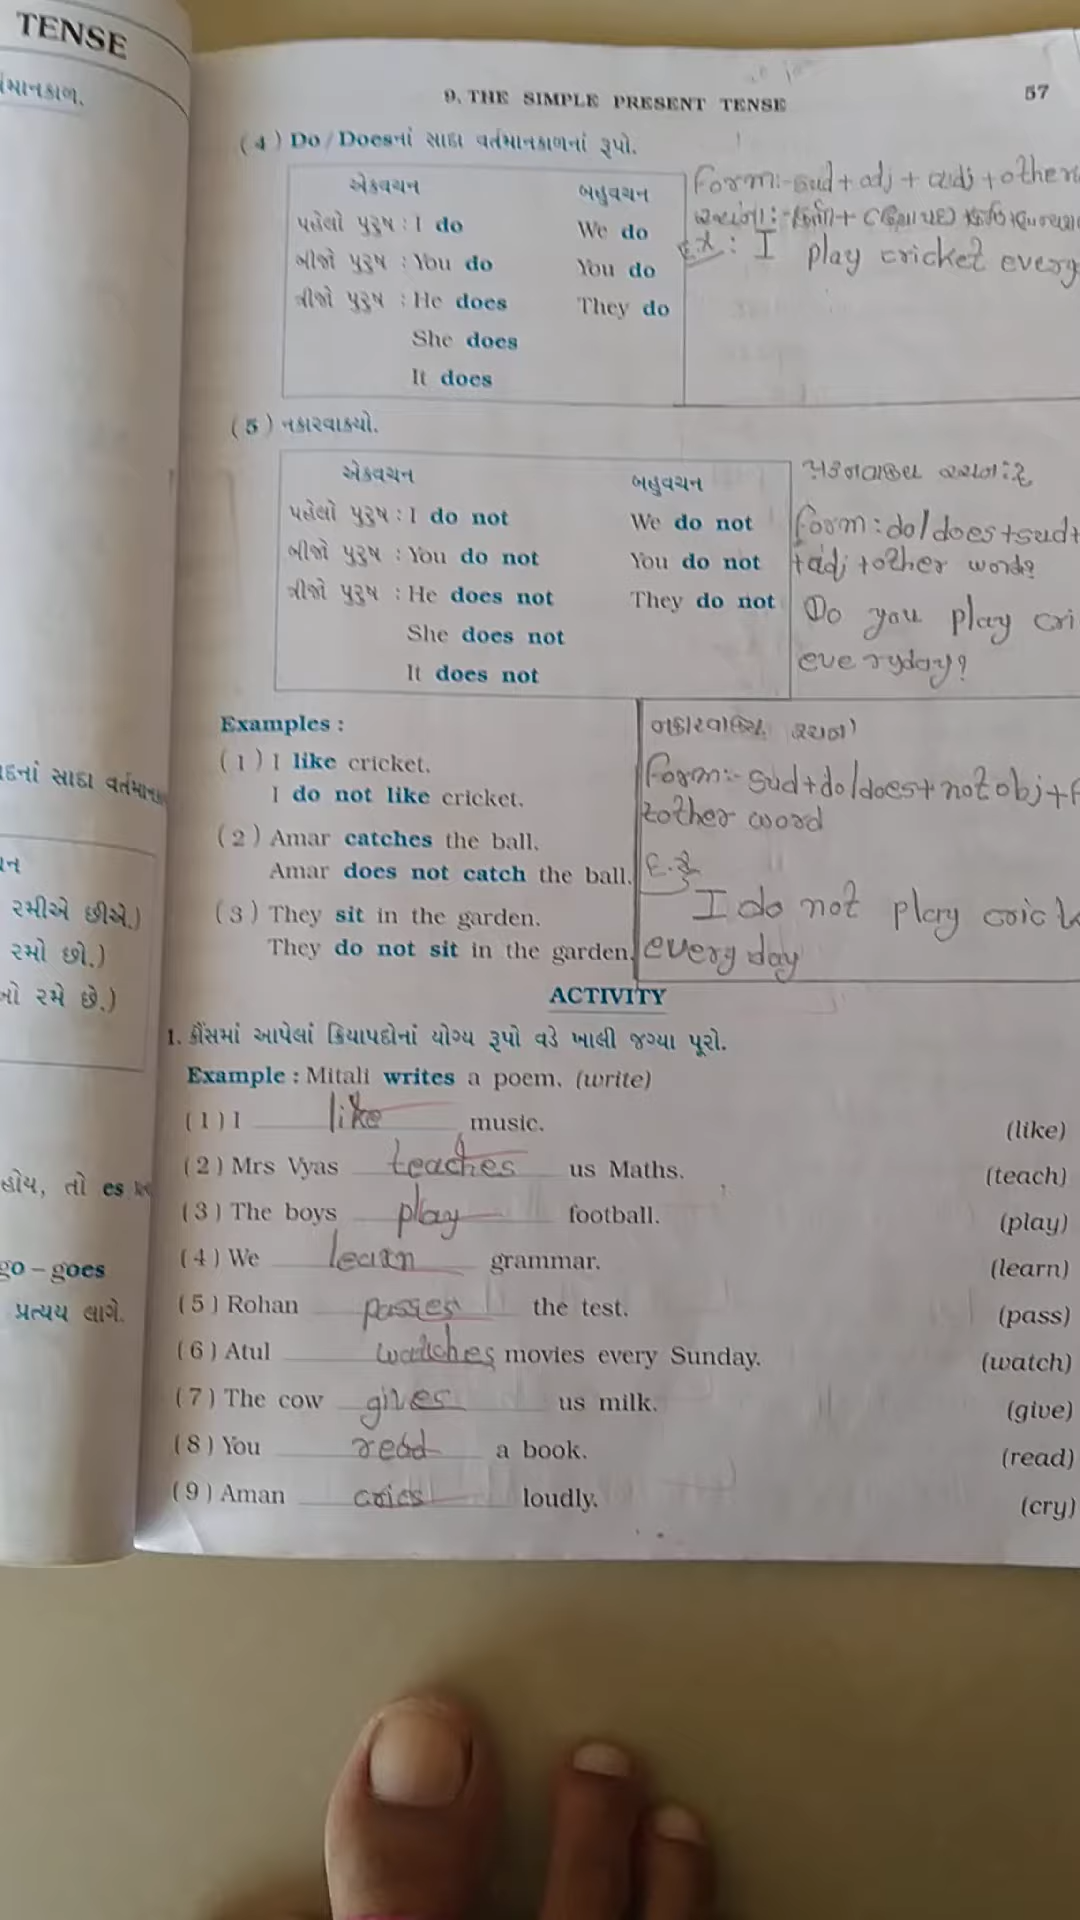 TENSE
9. THE SIMPLE PRESENT TENSE 57
(4) Do / Doesનાં સાદા વર્તમાનકાળનાં રૂપો.
એકવચન બહુવચન
પહેલો પુરુષ : I do We do
બીજો પુરુષ : You do You do
ત્રીજો પુરુષ : He does They do
She does
It does
Form:- sud + adj + adj + other
I play cricket every
(5) નકારવાક્યો.
એકવચન બહુવચન
પહેલો પુરુષ : I do not We do not
બીજો પુરુષ : You do not You do not
ત્રીજો પુરુષ : He does not They do not
She does not
It does not
form : do/does + sud +
+ adj + other word?
Do you play cri
everyday?
Examples :
(1) I like cricket.
I do not like cricket.
(2) Amar catches the ball.
Amar does not catch the ball.
(3) They sit in the garden.
They do not sit in the garden.
નકારવાક્ય રચના
form:- sud + do/does + not obj +
+other word
I do not play crick
every day
દનાં સાદા વર્તમાન
રમીએ છીએ.)
રમો છો.)
રમે છે.)
હોય, તો es
go – goes
પ્રત્યય લાગે.
ACTIVITY
1. કૌંસમાં આપેલાં ક્રિયાપદોનાં યોગ્ય રૂપો વડે ખાલી જગ્યા પૂરો.
Example : Mitali writes a poem. (write)
(1) I like music. (like)
(2) Mrs Vyas teaches us Maths. (teach)
(3) The boys play football. (play)
(4) We learn grammar. (learn)
(5) Rohan passes the test. (pass)
(6) Atul watches movies every Sunday. (watch)
(7) The cow gives us milk. (give)
(8) You read a book. (read)
(9) Aman cries loudly. (cry)